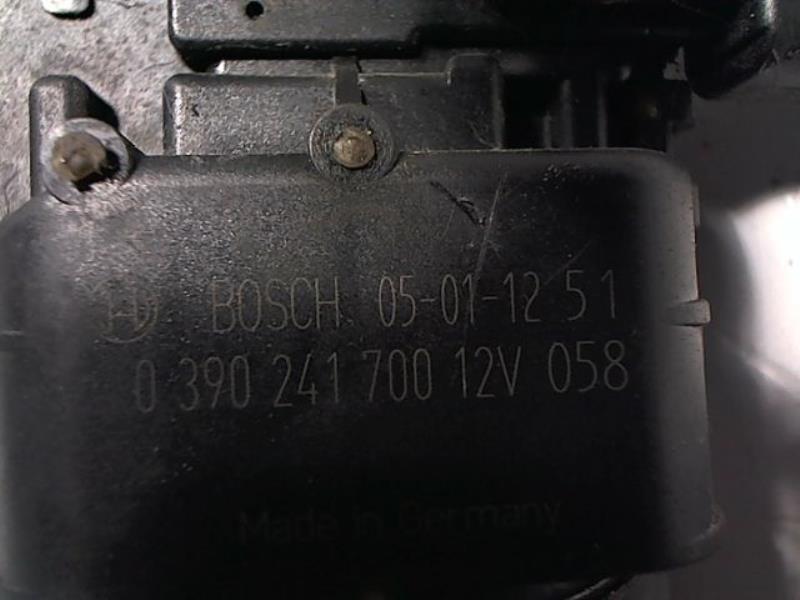 BOSCH 05-01-12 51
0 390 241 700 12V 058
Made in Germany